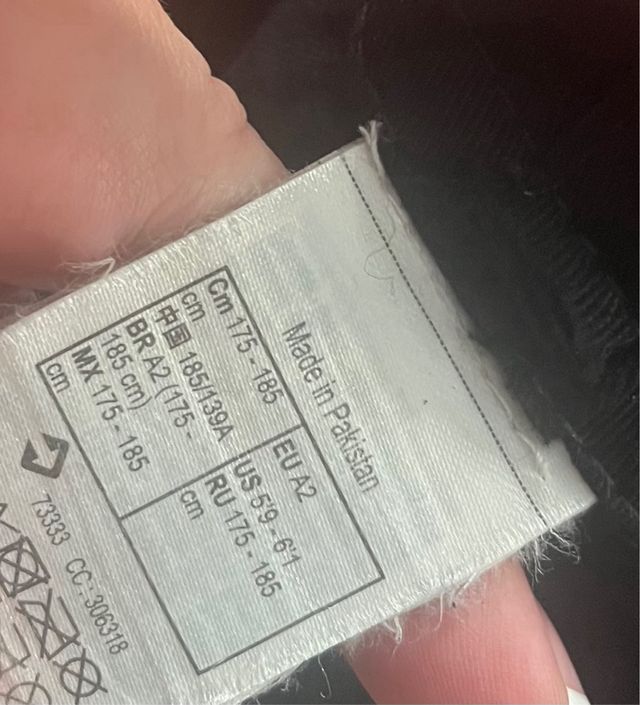 Made in Pakistan
Cm 175 - 185
cm
中国 185/139A
BR A2 (175 -
185 cm)
MX 175 - 185
cm
EU A2
US 5'9 - 6'1
RU 175 - 185
cm
73333 CC: 306318